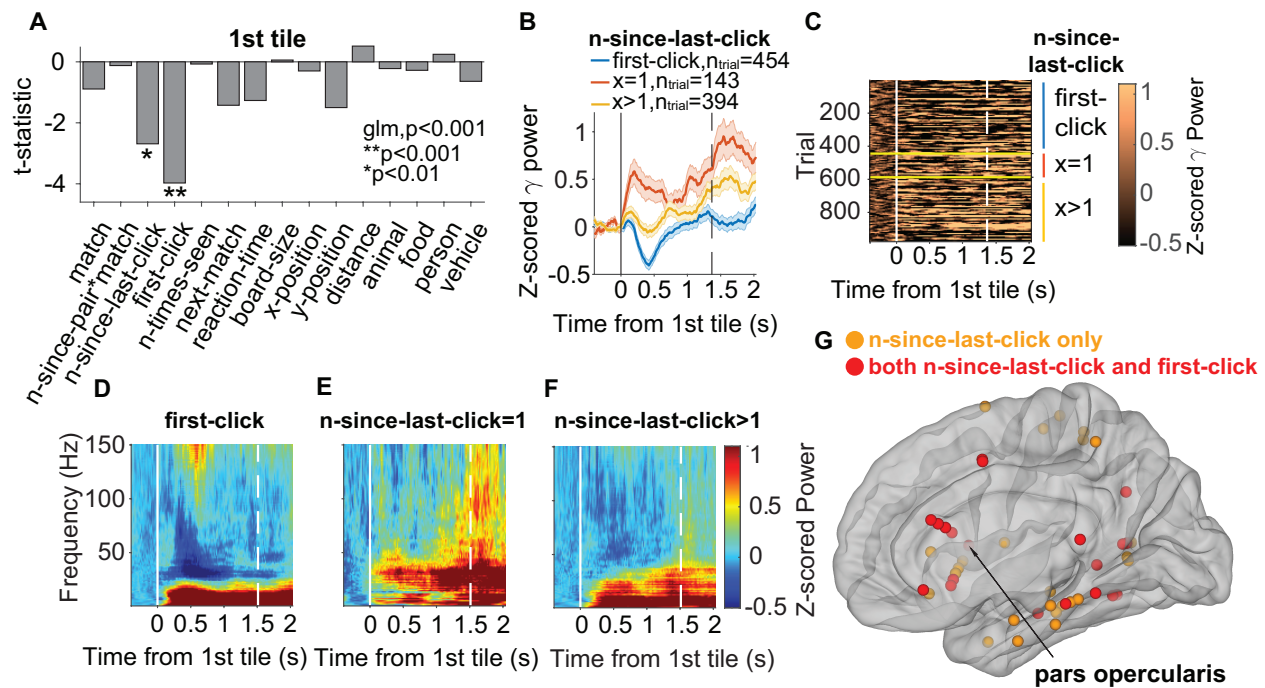 A
1st tile
t-statistic
0
-2
-4
glm,p<0.001
**p<0.001
*p<0.01
*
**
match
n-since-pair*match
n-since-last-click
first-click
n-times-seen
next-match
reaction-time
board-size
x-position
y-position
distance
animal
food
person
vehicle
B
n-since-last-click
first-click,ntrial=454
x=1,ntrial=143
x>1,ntrial=394
Z-scored γ power
1
0.5
0
-0.5
0 0.5 1 1.5 2
Time from 1st tile (s)
C
n-since-
last-click
Trial
200
400
600
800
first-
click
x=1
x>1
1
0.5
0
-0.5
Z-scored γ Power
0 0.5 1 1.5 2
Time from 1st tile (s)
D
first-click
Frequency (Hz)
150
100
50
0 0.5 1 1.5 2
Time from 1st tile (s)
E
n-since-last-click=1
0 0.5 1 1.5 2
Time from 1st tile (s)
F
n-since-last-click>1
0 0.5 1 1.5 2
Time from 1st tile (s)
1
0.5
0
-0.5
Z-scored Power
G
n-since-last-click only
both n-since-last-click and first-click
pars opercularis